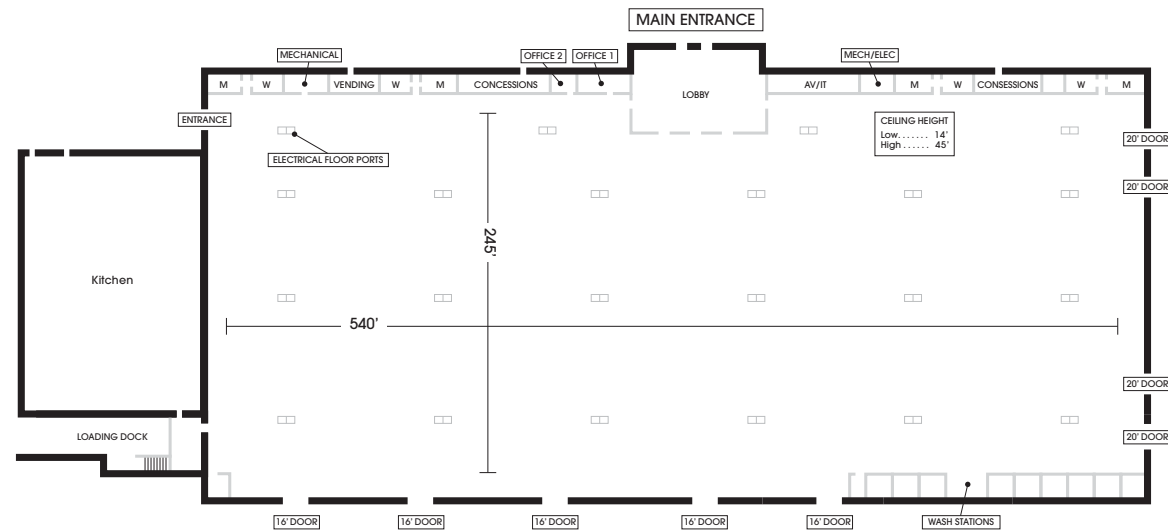 MAIN ENTRANCE
MECHANICAL
OFFICE 2
OFFICE 1
MECH/ELEC
M
W
VENDING
W
M
CONCESSIONS
LOBBY
AV/IT
M
W
CONSESSIONS
W
M
ENTRANCE
CEILING HEIGHT
Low....... 14'
High...... 45'
20' DOOR
ELECTRICAL FLOOR PORTS
20' DOOR
245'
Kitchen
540'
20' DOOR
LOADING DOCK
20' DOOR
16' DOOR
16' DOOR
16' DOOR
16' DOOR
16' DOOR
WASH STATIONS